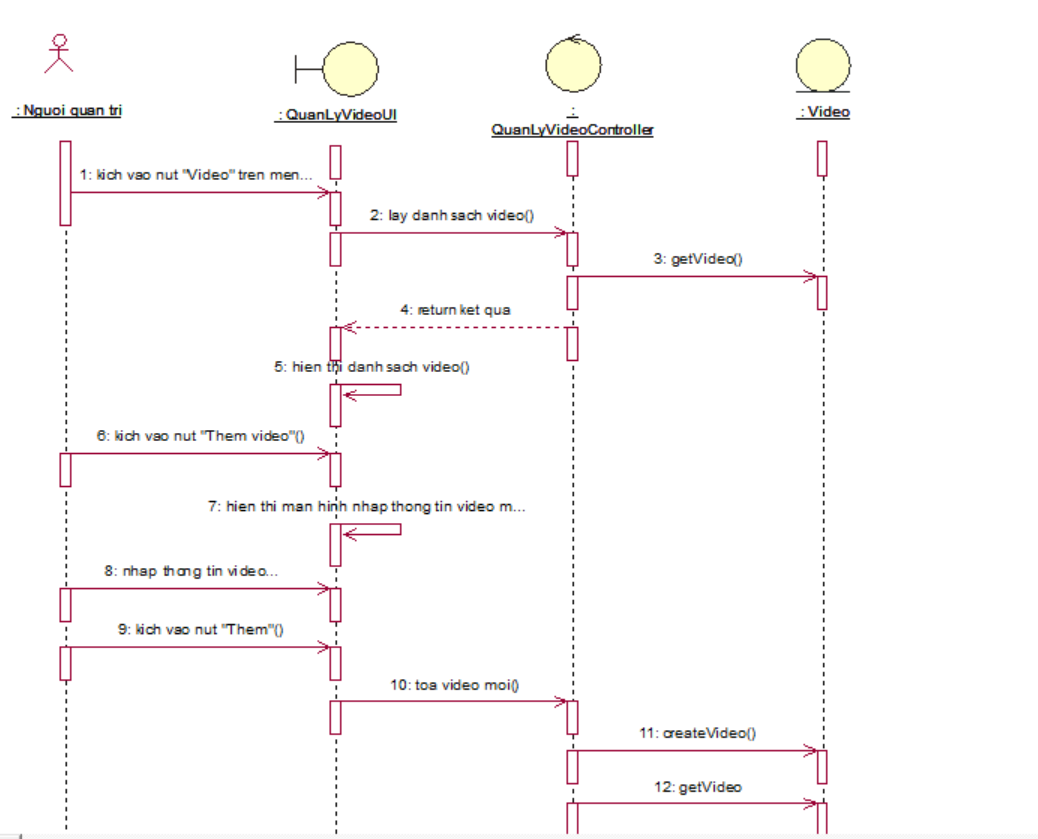 : Nguoi quan tri
: QuanLyVideoUI
:
QuanLyVideoController
: Video
1: kich vao nut "Video" tren men...
2: lay danh sach video()
3: getVideo()
4: return ket qua
5: hien thi danh sach video()
6: kich vao nut "Them video"()
7: hien thi man hinh nhap thong tin video m...
8: nhap thong tin video...
9: kich vao nut "Them"()
10: toa video moi()
11: createVideo()
12: getVideo